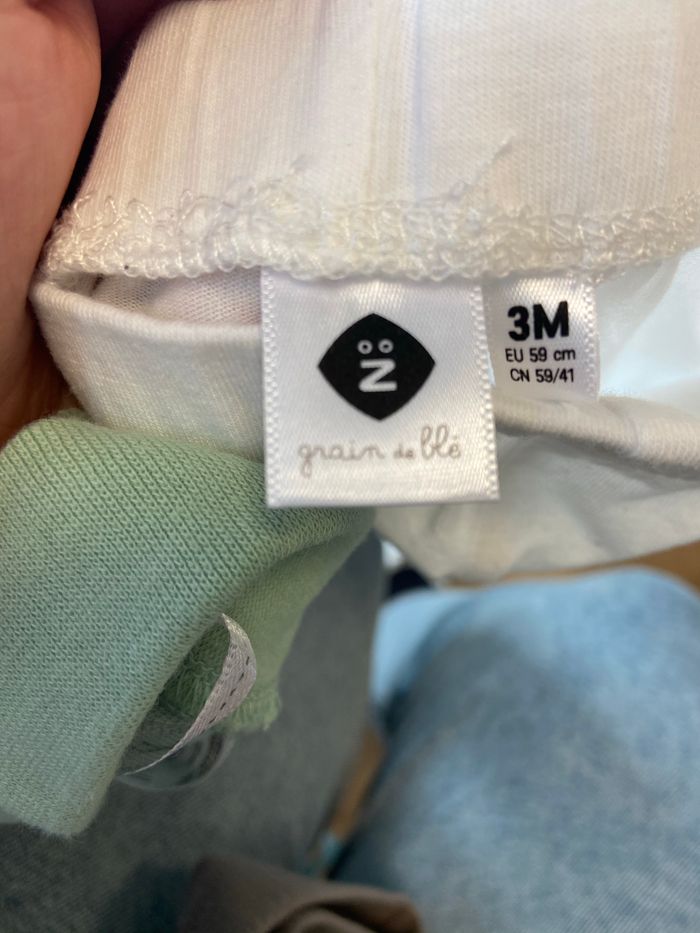 N
grain de blé
3M
EU 59 cm
CN 59/41